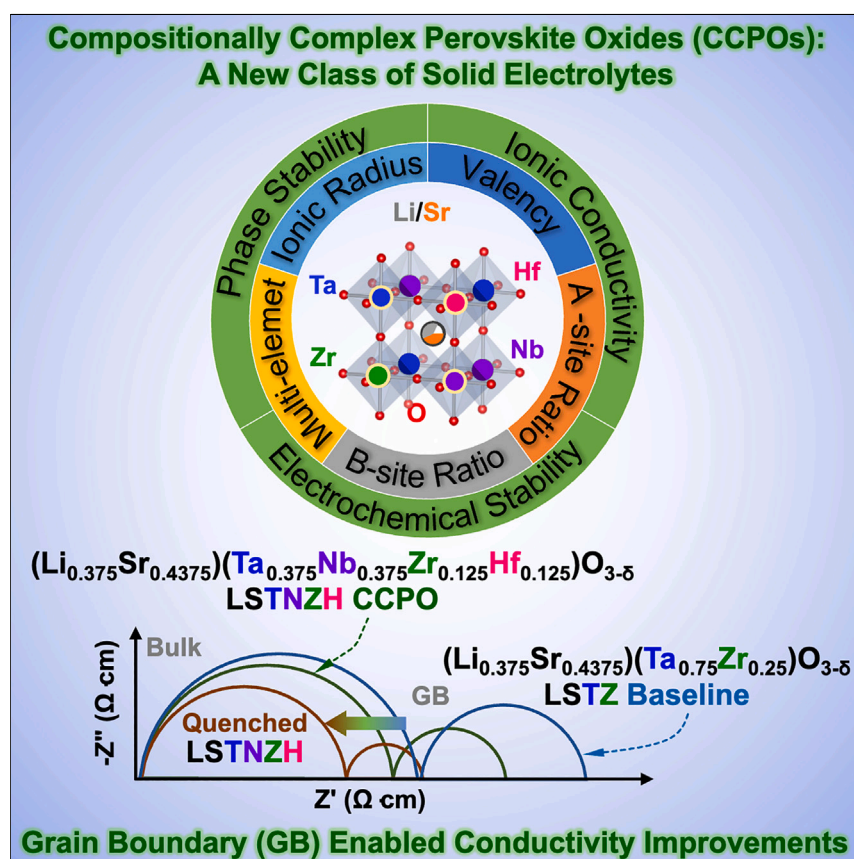 Compositionally Complex Perovskite Oxides (CCPOs):
A New Class of Solid Electrolytes
Phase Stability
Ionic Conductivity
Ionic Radius
Valency
Li/Sr
Ta
Hf
Zr
Nb
O
Multi-elemet
A -site Ratio
B-site Ratio
Electrochemical Stability
(Li0.375Sr0.4375)(Ta0.375Nb0.375Zr0.125Hf0.125)O3-δ
LSTNZH CCPO
Bulk
(Li0.375Sr0.4375)(Ta0.75Zr0.25)O3-δ
LSTZ Baseline
GB
Quenched
LSTNZH
-Z" (Ω cm)
Z' (Ω cm)
Grain Boundary (GB) Enabled Conductivity Improvements